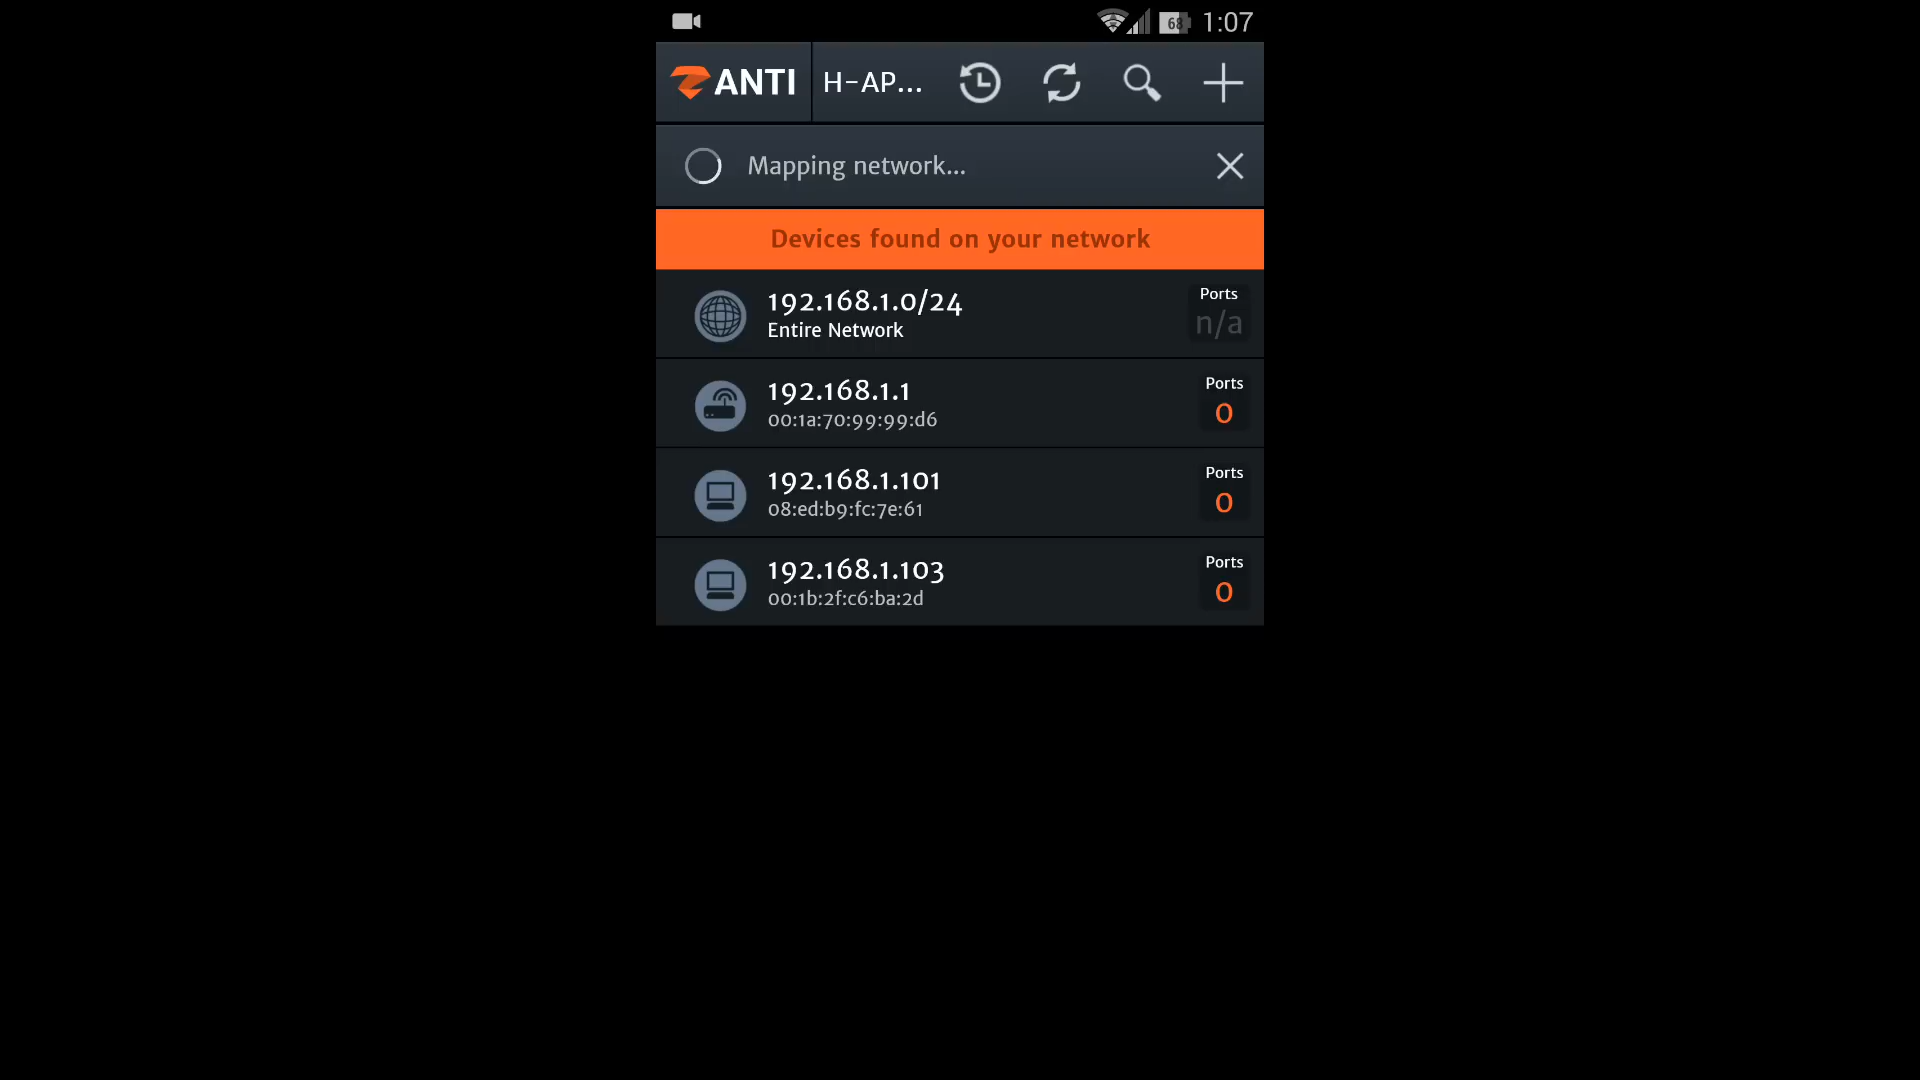 68 1:07
ZANTI H-AP...
Mapping network...
Devices found on your network
192.168.1.0/24
Entire Network
Ports
n/a
192.168.1.1
00:1a:70:99:99:d6
Ports
0
192.168.1.101
08:ed:b9:fc:7e:61
Ports
0
192.168.1.103
00:1b:2f:c6:ba:2d
Ports
0